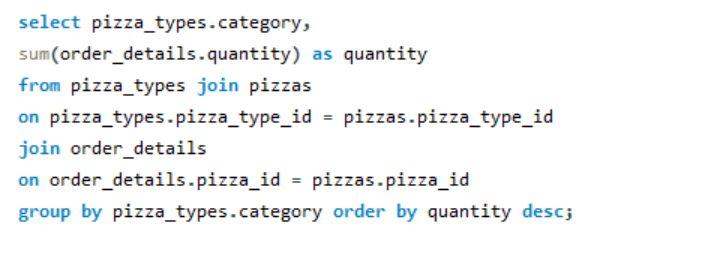 select pizza_types.category,
sum(order_details.quantity) as quantity
from pizza_types join pizzas
on pizza_types.pizza_type_id = pizzas.pizza_type_id
join order_details
on order_details.pizza_id = pizzas.pizza_id
group by pizza_types.category order by quantity desc;